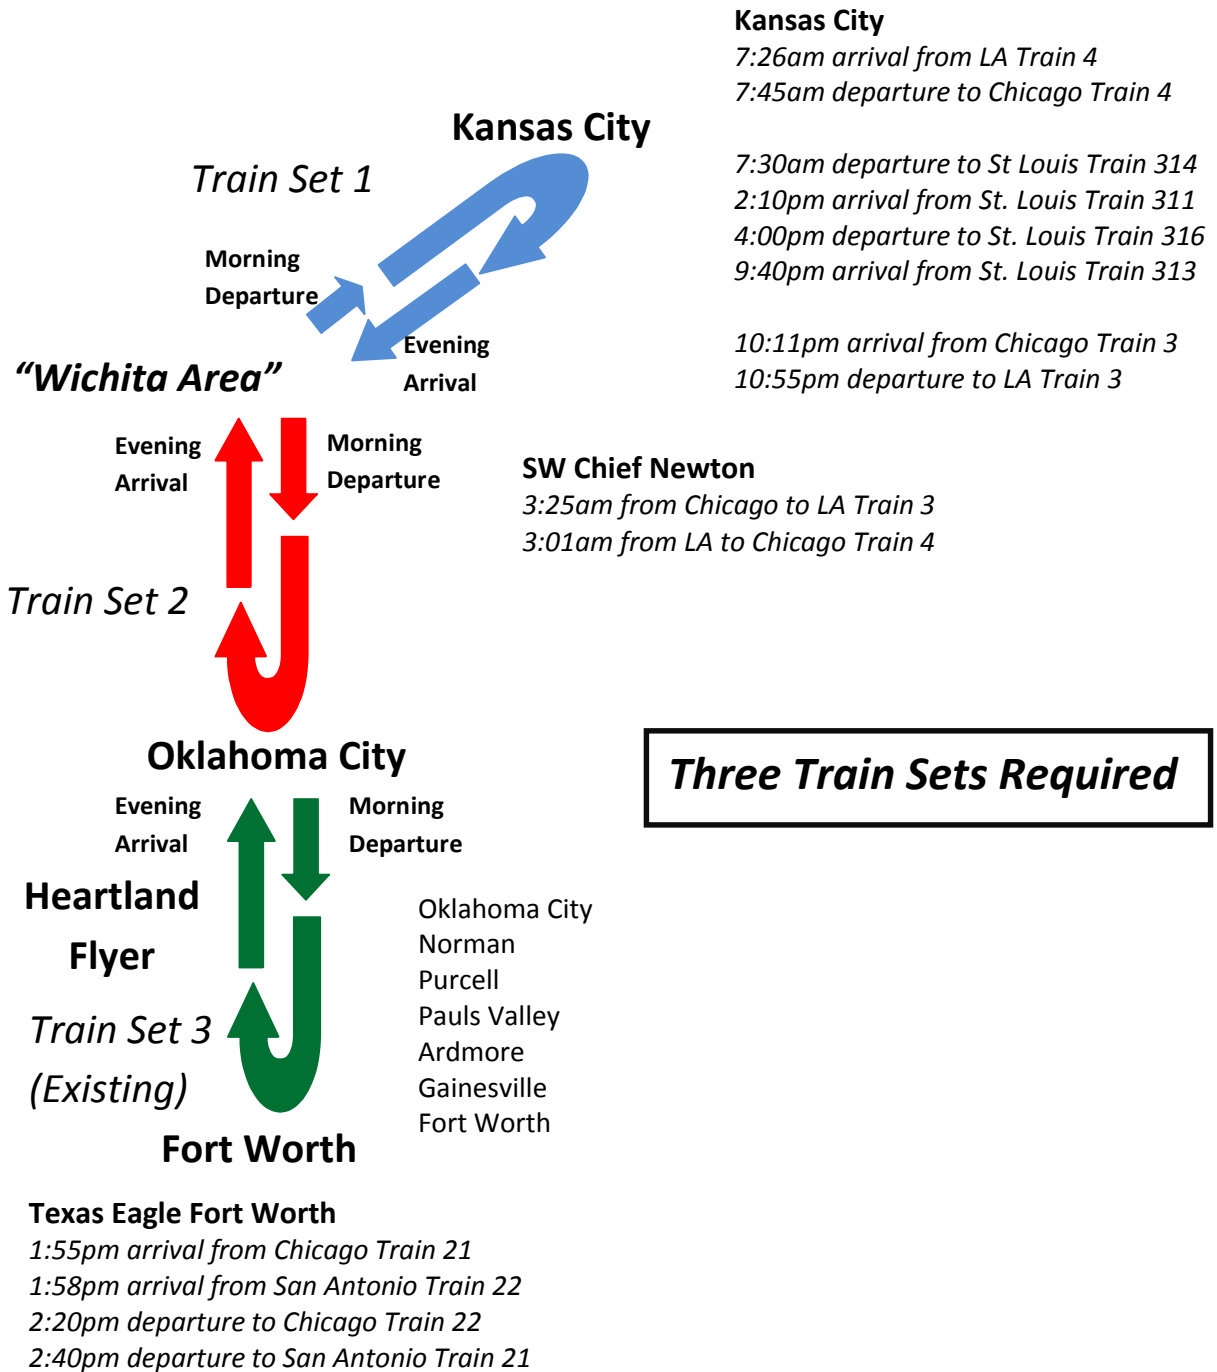 Kansas City
7:26am arrival from LA Train 4
7:45am departure to Chicago Train 4
7:30am departure to St Louis Train 314
2:10pm arrival from St. Louis Train 311
4:00pm departure to St. Louis Train 316
9:40pm arrival from St. Louis Train 313
10:11pm arrival from Chicago Train 3
10:55pm departure to LA Train 3
Kansas City
Train Set 1
Morning
Departure
Evening
Arrival
“Wichita Area”
Evening
Arrival
Morning
Departure
SW Chief Newton
3:25am from Chicago to LA Train 3
3:01am from LA to Chicago Train 4
Train Set 2
Oklahoma City
Three Train Sets Required
Evening
Arrival
Morning
Departure
Heartland
Flyer
Train Set 3
(Existing)
Oklahoma City
Norman
Purcell
Pauls Valley
Ardmore
Gainesville
Fort Worth
Fort Worth
Texas Eagle Fort Worth
1:55pm arrival from Chicago Train 21
1:58pm arrival from San Antonio Train 22
2:20pm departure to Chicago Train 22
2:40pm departure to San Antonio Train 21